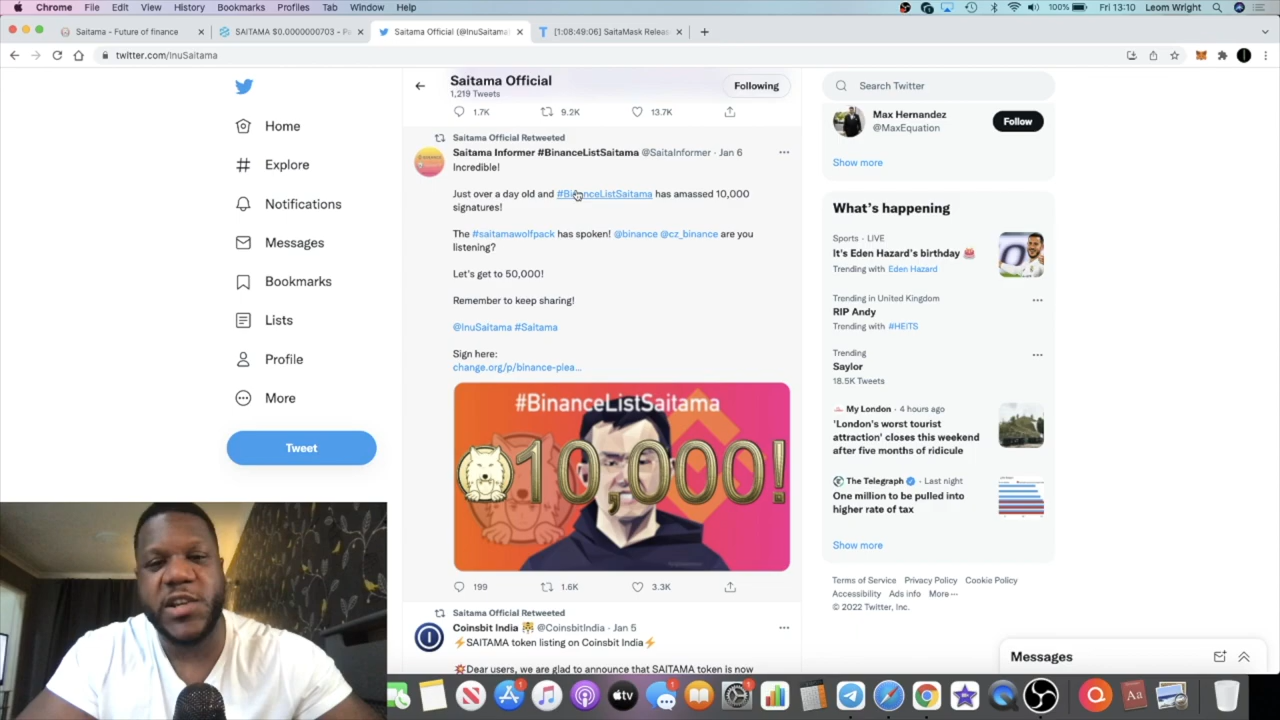 Chrome File Edit View History Bookmarks Profiles Tab Window Help
100% Fri 13:10 Leom Wright
Saitama - Future of finance
SAITAMA $0.0000000703 - P
Saitama Official (@InuSaitama
[1:08:49:06] SaitaMask Releas
twitter.com/InuSaitama
Saitama Official
1,219 Tweets
Following
Search Twitter
1.7K 9.2K 13.7K
Home
Explore
Notifications
Messages
Bookmarks
Lists
Profile
More
Tweet
Saitama Official Retweeted
Saitama Informer #BinanceListSaitama @SaitaInformer · Jan 6
Incredible!
Just over a day old and #BinanceListSaitama has amassed 10,000
signatures!
The #saitamawolfpack has spoken! @binance @cz_binance are you
listening?
Let's get to 50,000!
Remember to keep sharing!
@InuSaitama #Saitama
Sign here:
change.org/p/binance-plea...
#BinanceListSaitama
10,000!
199 1.6K 3.3K
Saitama Official Retweeted
Coinsbit India @CoinsbitIndia · Jan 5
⚡SAITAMA token listing on Coinsbit India⚡
💥Dear users, we are glad to announce that SAITAMA token is now
Max Hernandez
@MaxEquation
Follow
Show more
What's happening
Sports · LIVE
It's Eden Hazard's birthday 🎂
Trending with Eden Hazard
Trending in United Kingdom
RIP Andy
Trending with #HEITS
Trending
Saylor
18.5K Tweets
My London · 4 hours ago
'London's worst tourist
attraction' closes this weekend
after five months of ridicule
The Telegraph · Last night
One million to be pulled into
higher rate of tax
Show more
Terms of Service Privacy Policy Cookie Policy
Accessibility Ads info More ···
© 2022 Twitter, Inc.
Messages
tv
Aa